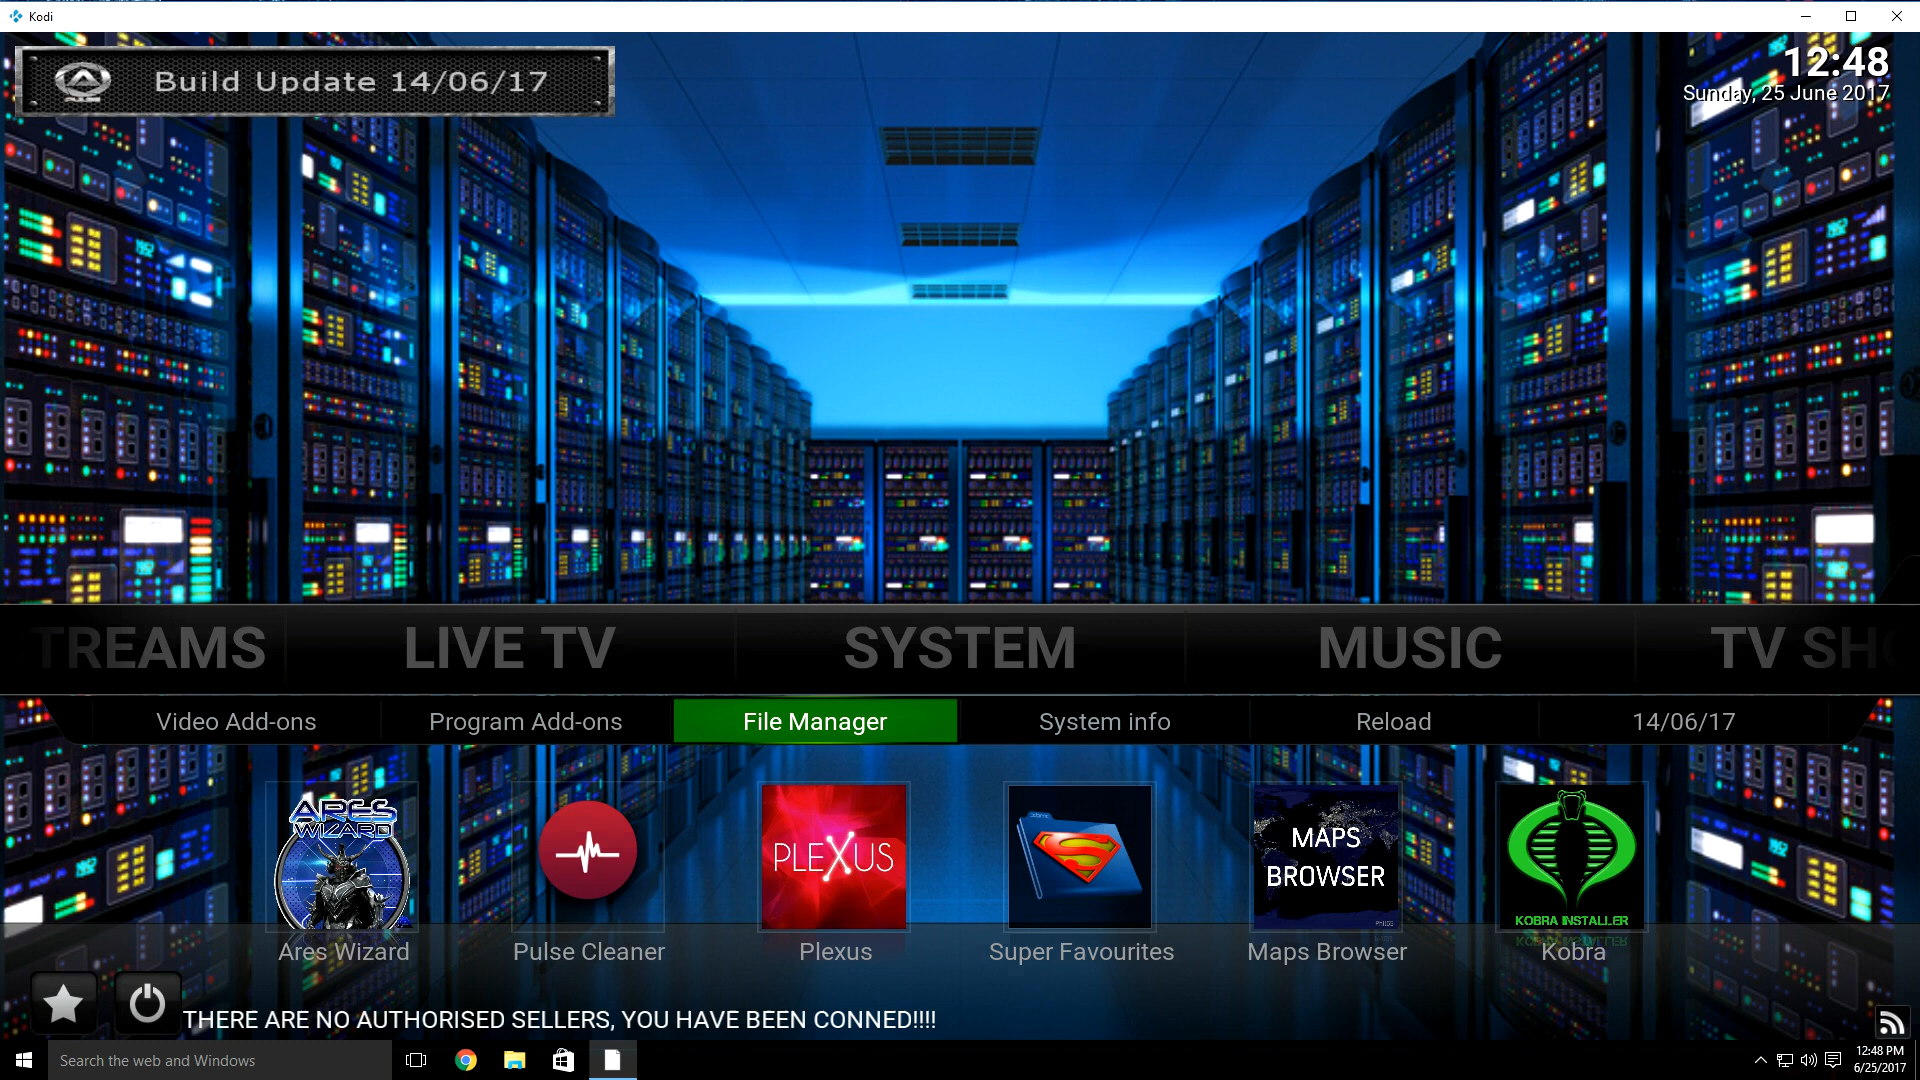 Kodi
Build Update 14/06/17
PULSE
12:48
Sunday, 25 June 2017
TREAMS
LIVE TV
SYSTEM
MUSIC
TV SH
Video Add-ons
Program Add-ons
File Manager
System info
Reload
14/06/17
ARES
WIZARD
PLEXUS
MAPS
BROWSER
KOBRA INSTALLER
Ares Wizard
Pulse Cleaner
Plexus
Super Favourites
Maps Browser
Kobra
THERE ARE NO AUTHORISED SELLERS, YOU HAVE BEEN CONNED!!!!
Search the web and Windows
12:48 PM
6/25/2017